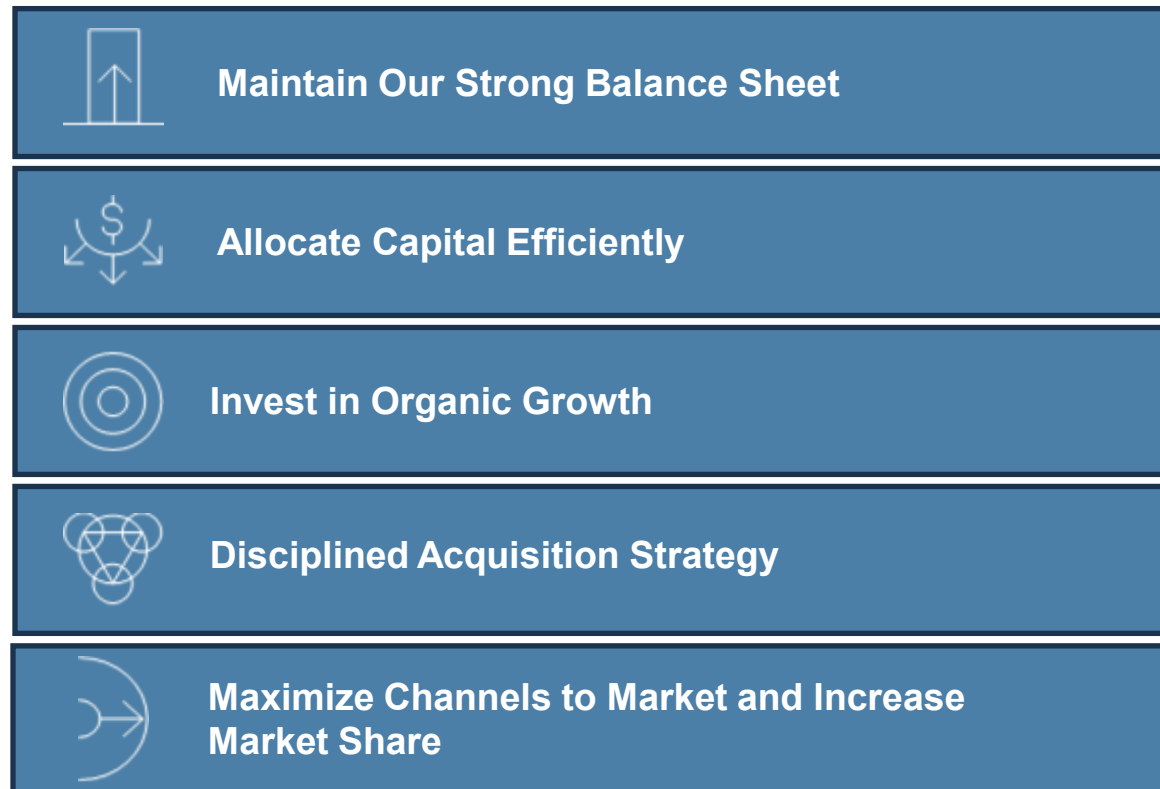 Maintain Our Strong Balance Sheet
$
Allocate Capital Efficiently
Invest in Organic Growth
Disciplined Acquisition Strategy
Maximize Channels to Market and Increase
Market Share